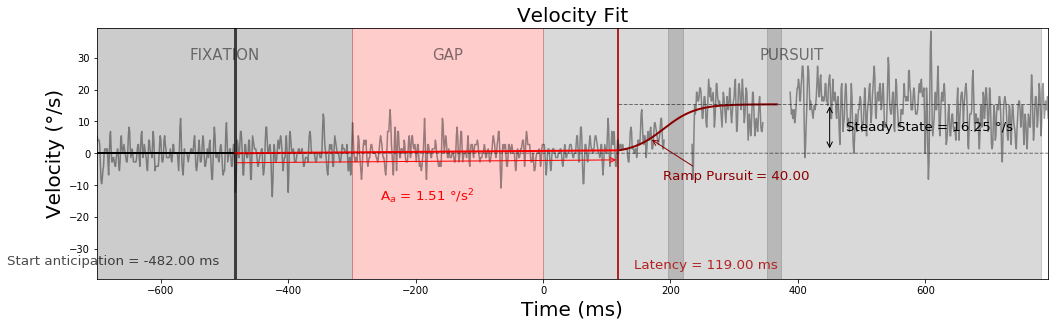 Velocity Fit
FIXATION
GAP
PURSUIT
Velocity (°/s)
30
20
10
0
−10
−20
−30
Steady State = 16.25 °/s
Ramp Pursuit = 40.00
Aₐ = 1.51 °/s²
Start anticipation = -482.00 ms
Latency = 119.00 ms
−600
−400
−200
0
200
400
600
Time (ms)